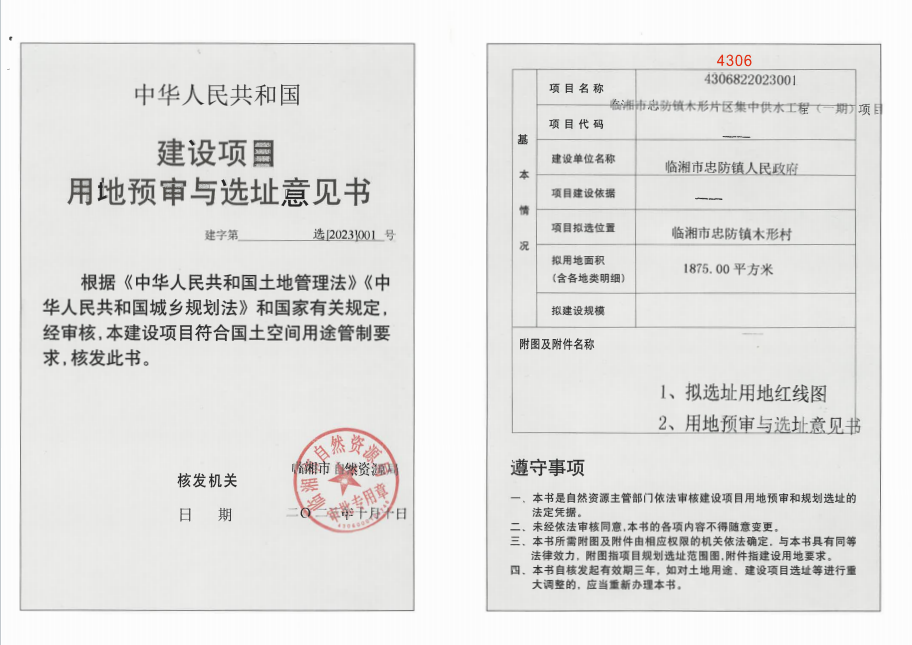 中华人民共和国
建设项目
用地预审与选址意见书
建字第 选[2023]001 号
根据《中华人民共和国土地管理法》《中
华人民共和国城乡规划法》和国家有关规定，
经审核，本建设项目符合国土空间用途管制要
求，核发此书。
临湘市自然资源局
审批专用章
核发机关 临湘市自然资源局
日 期
4306
4306822023001
基本情况
项目名称 临湘市忠防镇木形片区集中供水工程（一期）项目
项目代码 ——
建设单位名称 临湘市忠防镇人民政府
项目建设依据 ——
项目拟选位置 临湘市忠防镇木形村
拟用地面积
（含各地类明细） 1875.00 平方米
拟建设规模 ——
附图及附件名称
1、拟选址用地红线图
2、用地预审与选址意见书
遵守事项
一．本书是自然资源主管部门依法审核建设项目用地预审和规划选址的
法定凭据。
二．未经依法审核同意，本书的各项内容不得随意变更。
三．本书所需附图及附件由相应权限的机关依法确定，与本书具有同等
法律效力，附图指项目规划选址范围图，附件指建设用地要求。
四．本书自核发起有效期三年，如对土地用途、建设项目选址等进行重
大调整的，应当重新办理本书。